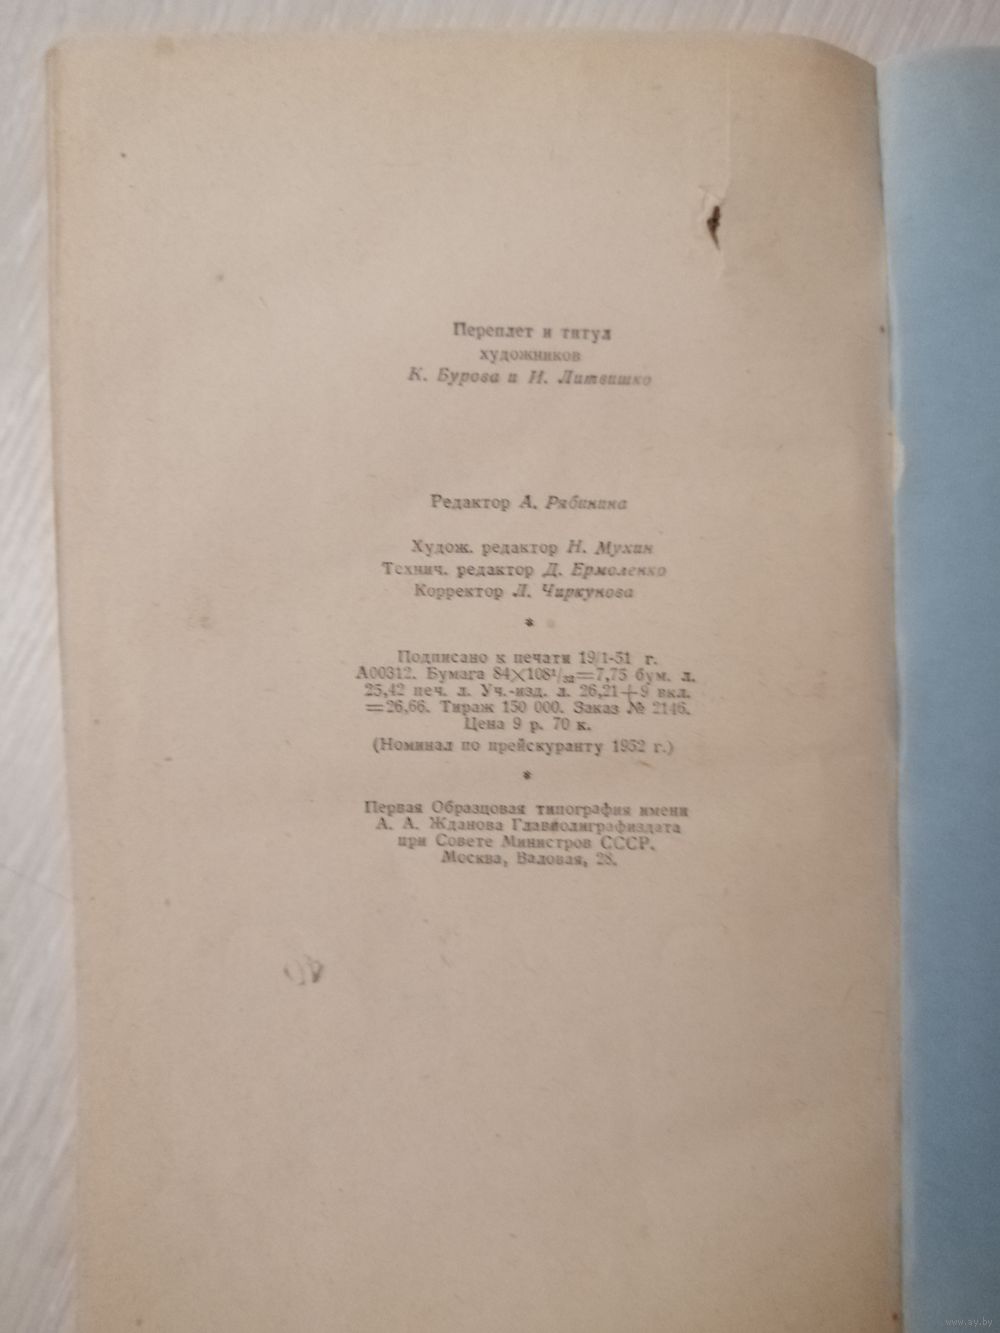 Переплет и титул
художников
К. Бурова и И. Литвишко
Редактор А. Рябинина
Худож. редактор Н. Мухин
Технич. редактор Д. Ермоленко
Корректор Л. Чиркунова
*
Подписано к печати 19/1-51 г.
А00312. Бумага 84×108¹/₃₂=7,75 бум. л.
25,42 печ. л. Уч.-изд. л. 26,21+9 вкл.
=26,66. Тираж 150 000. Заказ № 2146.
Цена 9 р. 70 к.
(Номинал по прейскуранту 1952 г.)
*
Первая Образцовая типография имени
А. А. Жданова Главполиграфиздата
при Совете Министров СССР.
Москва, Валовая, 28.
www.ay.by